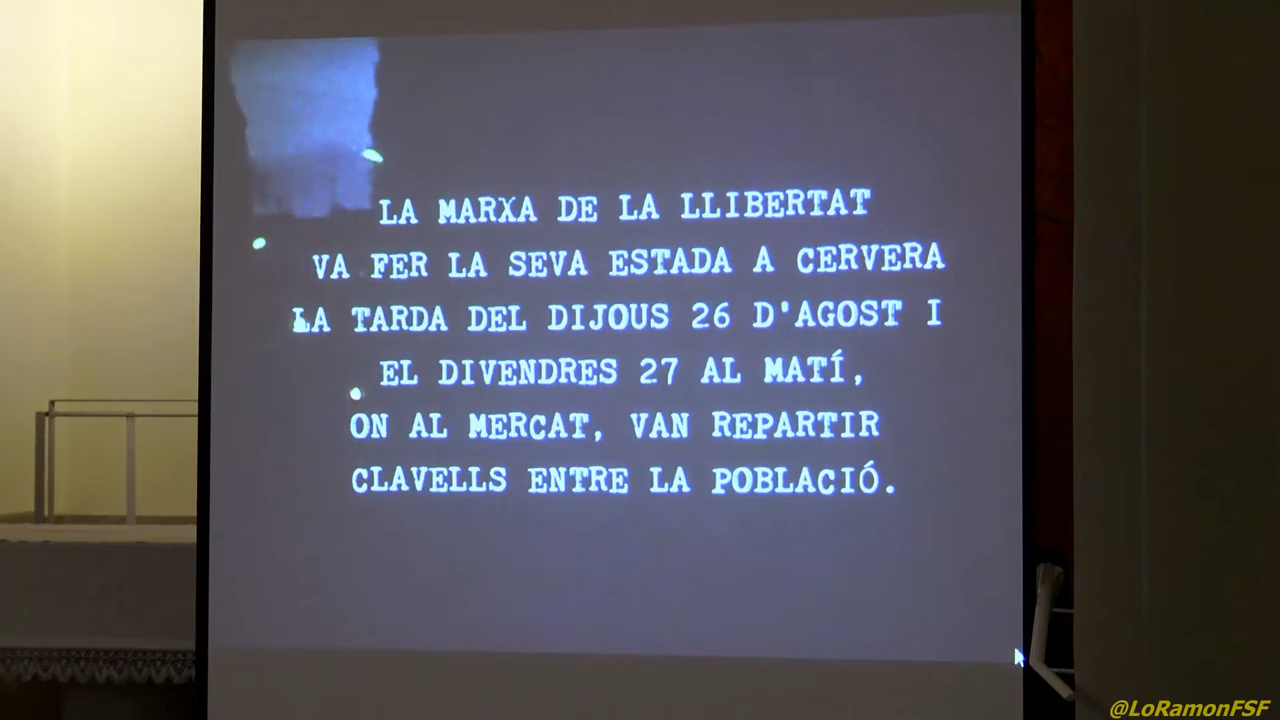 LA MARXA DE LA LLIBERTAT
VA FER LA SEVA ESTADA A CERVERA
LA TARDA DEL DIJOUS 26 D'AGOST I
EL DIVENDRES 27 AL MATÍ,
ON AL MERCAT, VAN REPARTIR
CLAVELLS ENTRE LA POBLACIÓ.
@LoRamonFSF